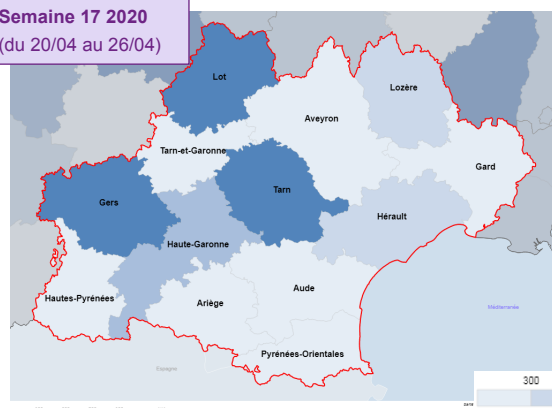 Semaine 17 2020
(du 20/04 au 26/04)
Lot
Lozère
Aveyron
Tarn-et-Garonne
Gard
Tarn
Gers
Hérault
Haute-Garonne
Hautes-Pyrénées
Ariège
Aude
Méditerranée
Pyrénées-Orientales
Espagne
300